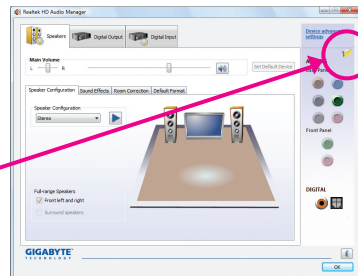 Realtek HD Audio Manager
Speakers
Digital Output
Digital Input
Device advanced
settings
Main Volume
L
R
Set Default Device
Speaker Configuration
Sound Effects
Room Correction
Default Format
Speaker Configuration
Stereo
Front Panel
Full-range Speakers
Front left and right
Surround speakers
DIGITAL
GIGABYTE
TECHNOLOGY
OK